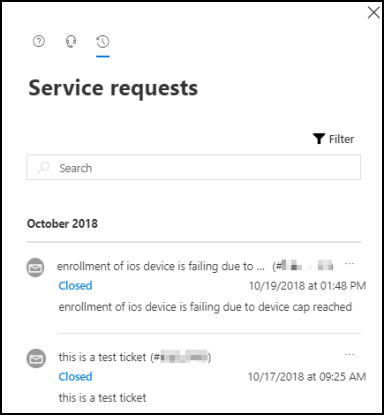 Service requests
Filter
Search
October 2018
enrollment of ios device is failing due to ... (#
Closed 10/19/2018 at 01:48 PM
enrollment of ios device is failing due to device cap reached
this is a test ticket (# )
Closed 10/17/2018 at 09:25 AM
this is a test ticket